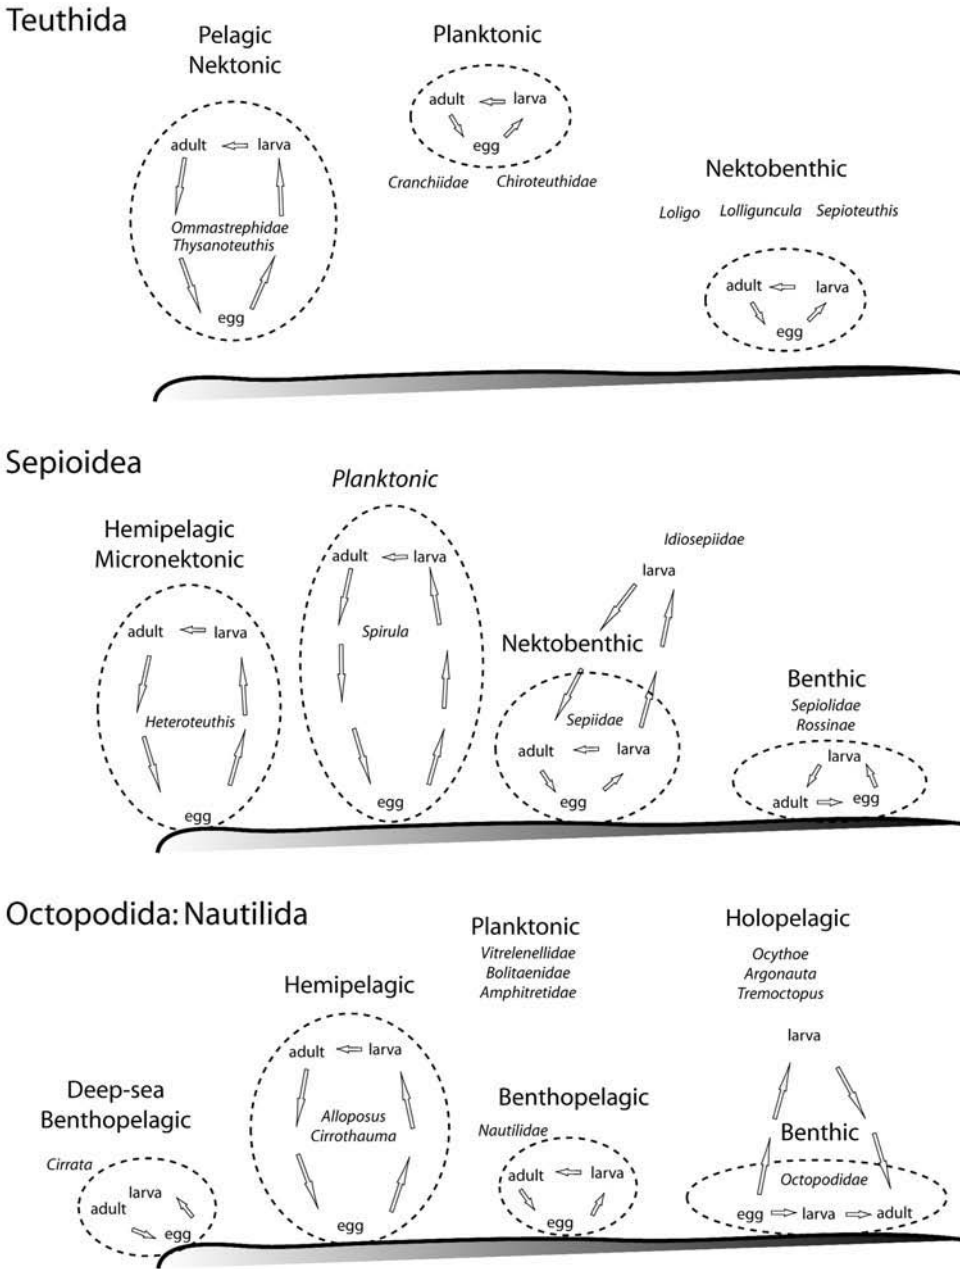 Teuthida
Pelagic
Nektonic
adult
larva
Ommastrephidae
Thysanoteuthis
egg
Planktonic
adult
larva
egg
Cranchiidae
Chiroteuthidae
Nektobenthic
Loligo
Lolliguncula
Sepioteuthis
adult
larva
egg
Sepioidea
Hemipelagic
Micronektonic
adult
larva
Heteroteuthis
egg
Planktonic
adult
larva
Spirula
egg
Idiosepiidae
larva
Nektobenthic
Sepiidae
adult
larva
egg
Benthic
Sepiolidae
Rossinae
larva
adult
egg
Octopodida: Nautilida
Deep-sea
Benthopelagic
Cirrata
larva
adult
egg
Hemipelagic
adult
larva
Alloposus
Cirrothauma
egg
Planktonic
Vitrelenellidae
Bolitaenidae
Amphitretidae
Benthopelagic
Nautilidae
adult
larva
egg
Holopelagic
Ocythoe
Argonauta
Tremoctopus
larva
Benthic
Octopodidae
egg
larva
adult